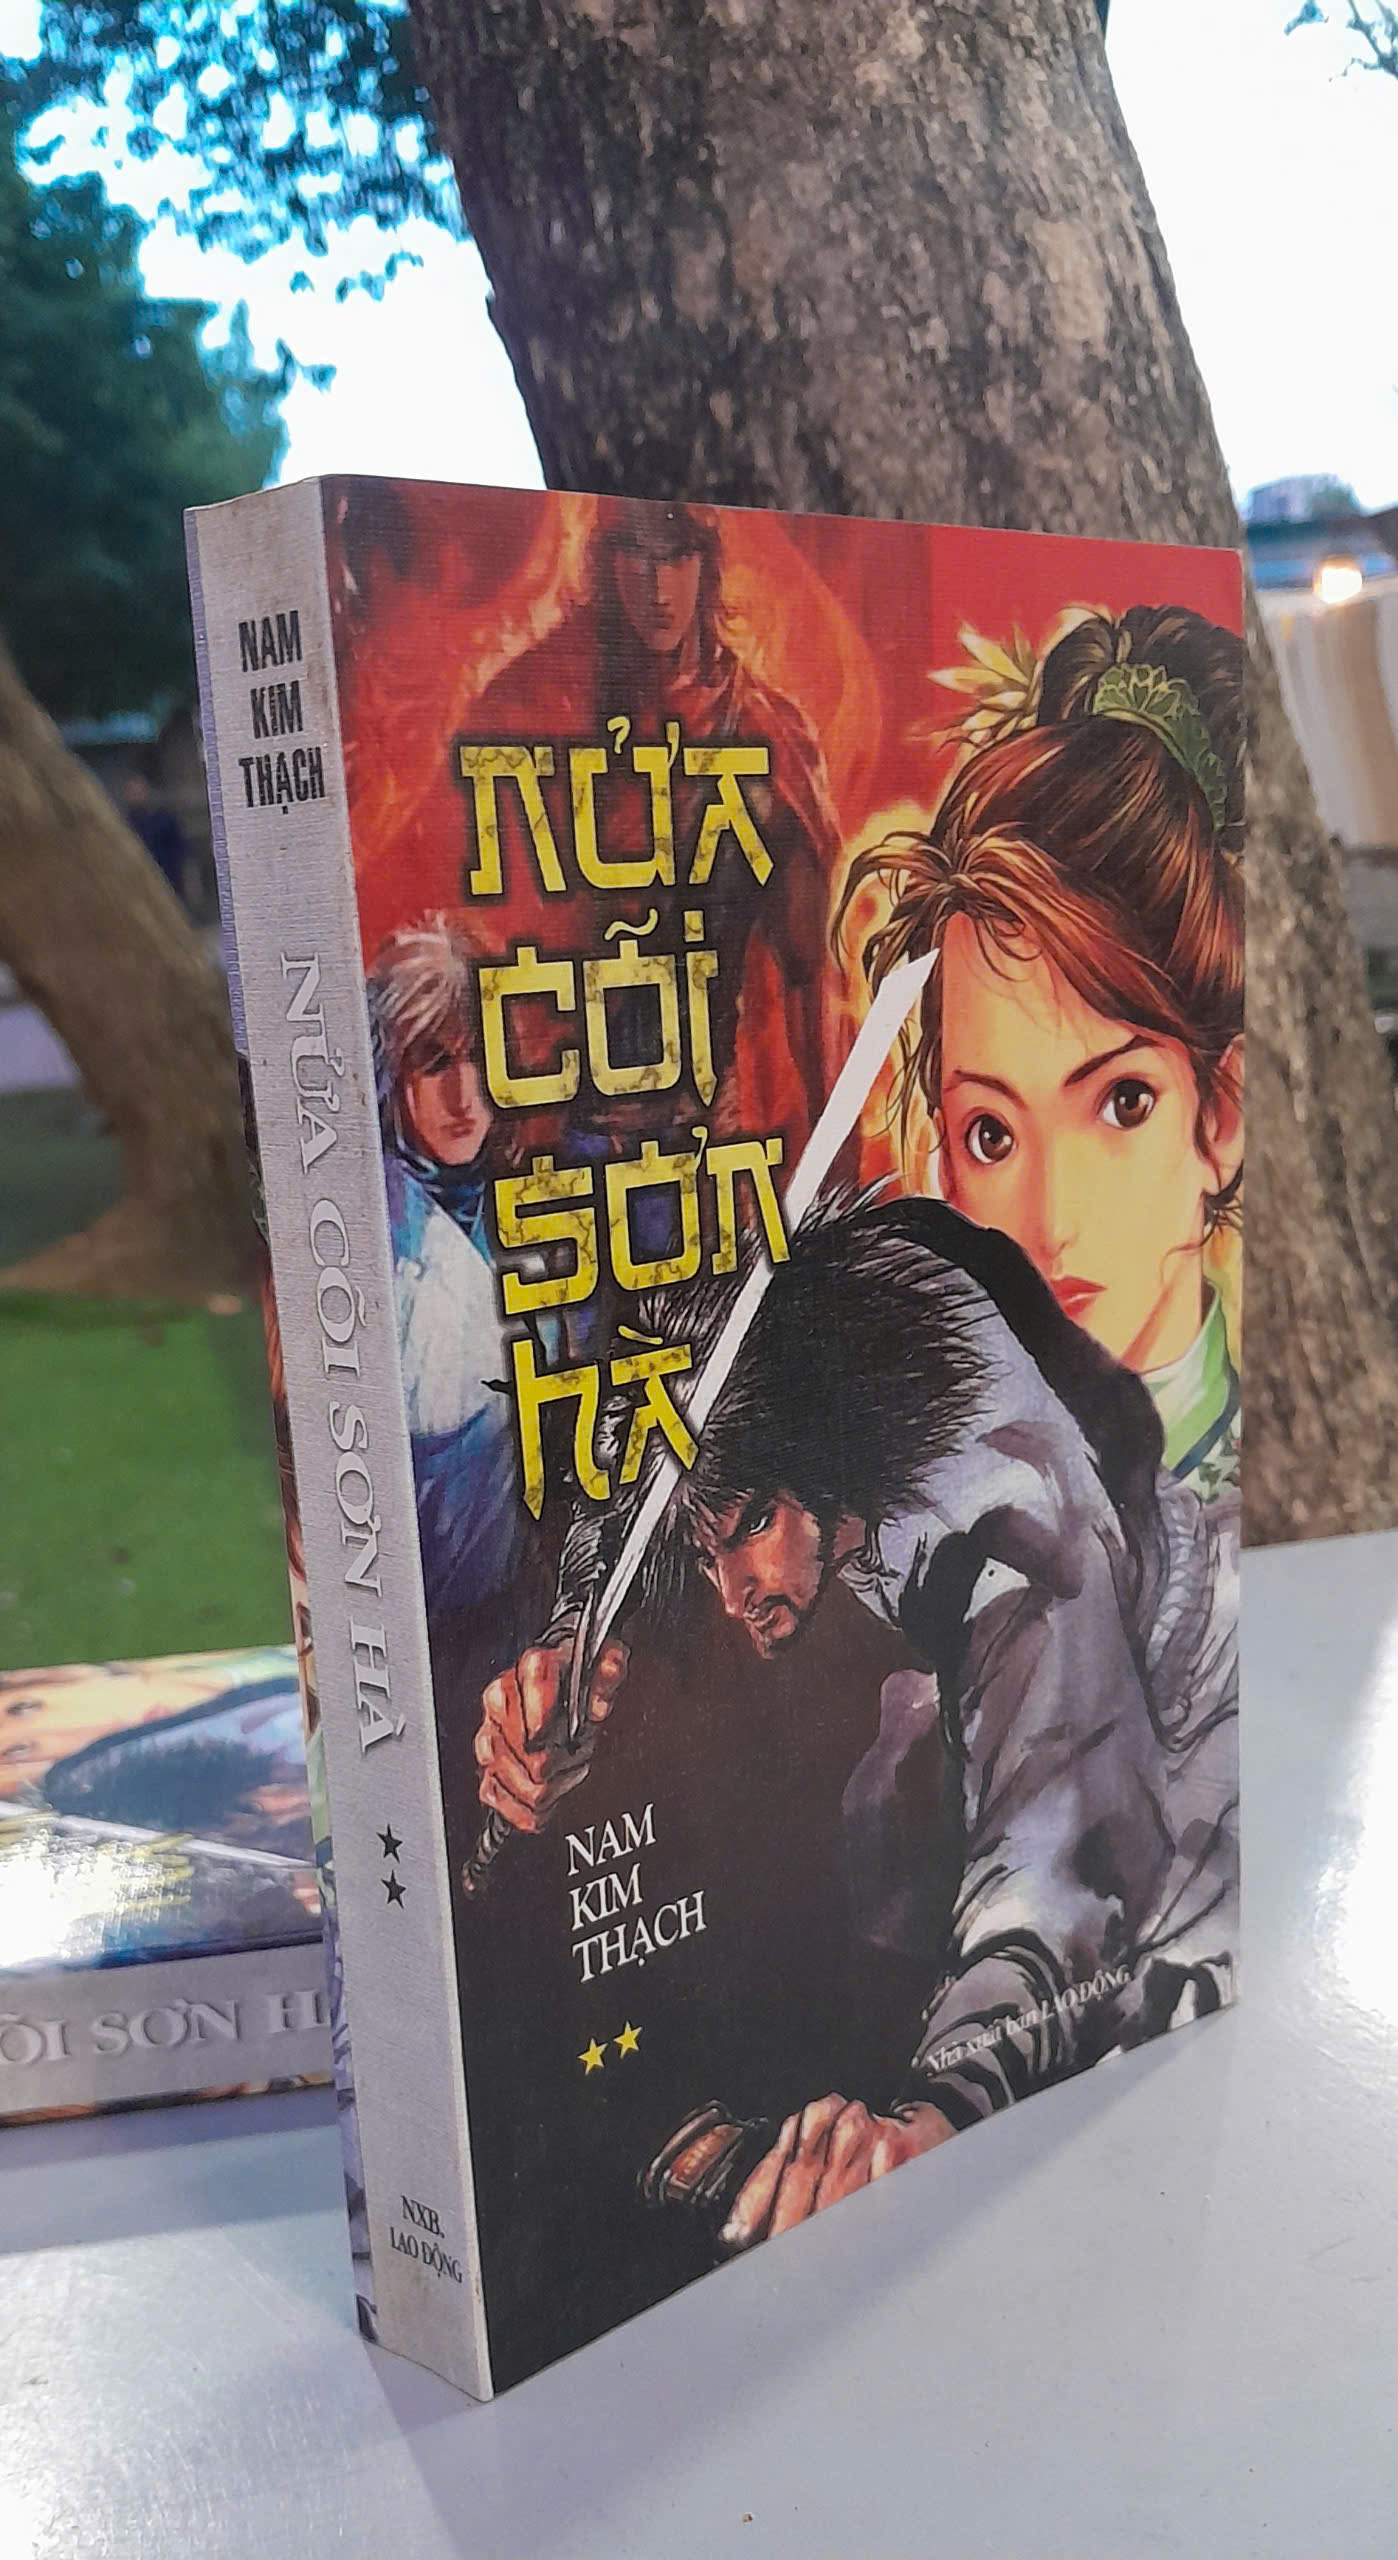 NAM
KIM
THẠCH
NỬA CÕI SƠN HÀ
★★
NXB.
LAO ĐỘNG
NỬA
CÕI
SƠN
HÀ
NAM
KIM
THẠCH
★★
Nhà xuất bản LAO ĐỘNG
CÕI SƠN H